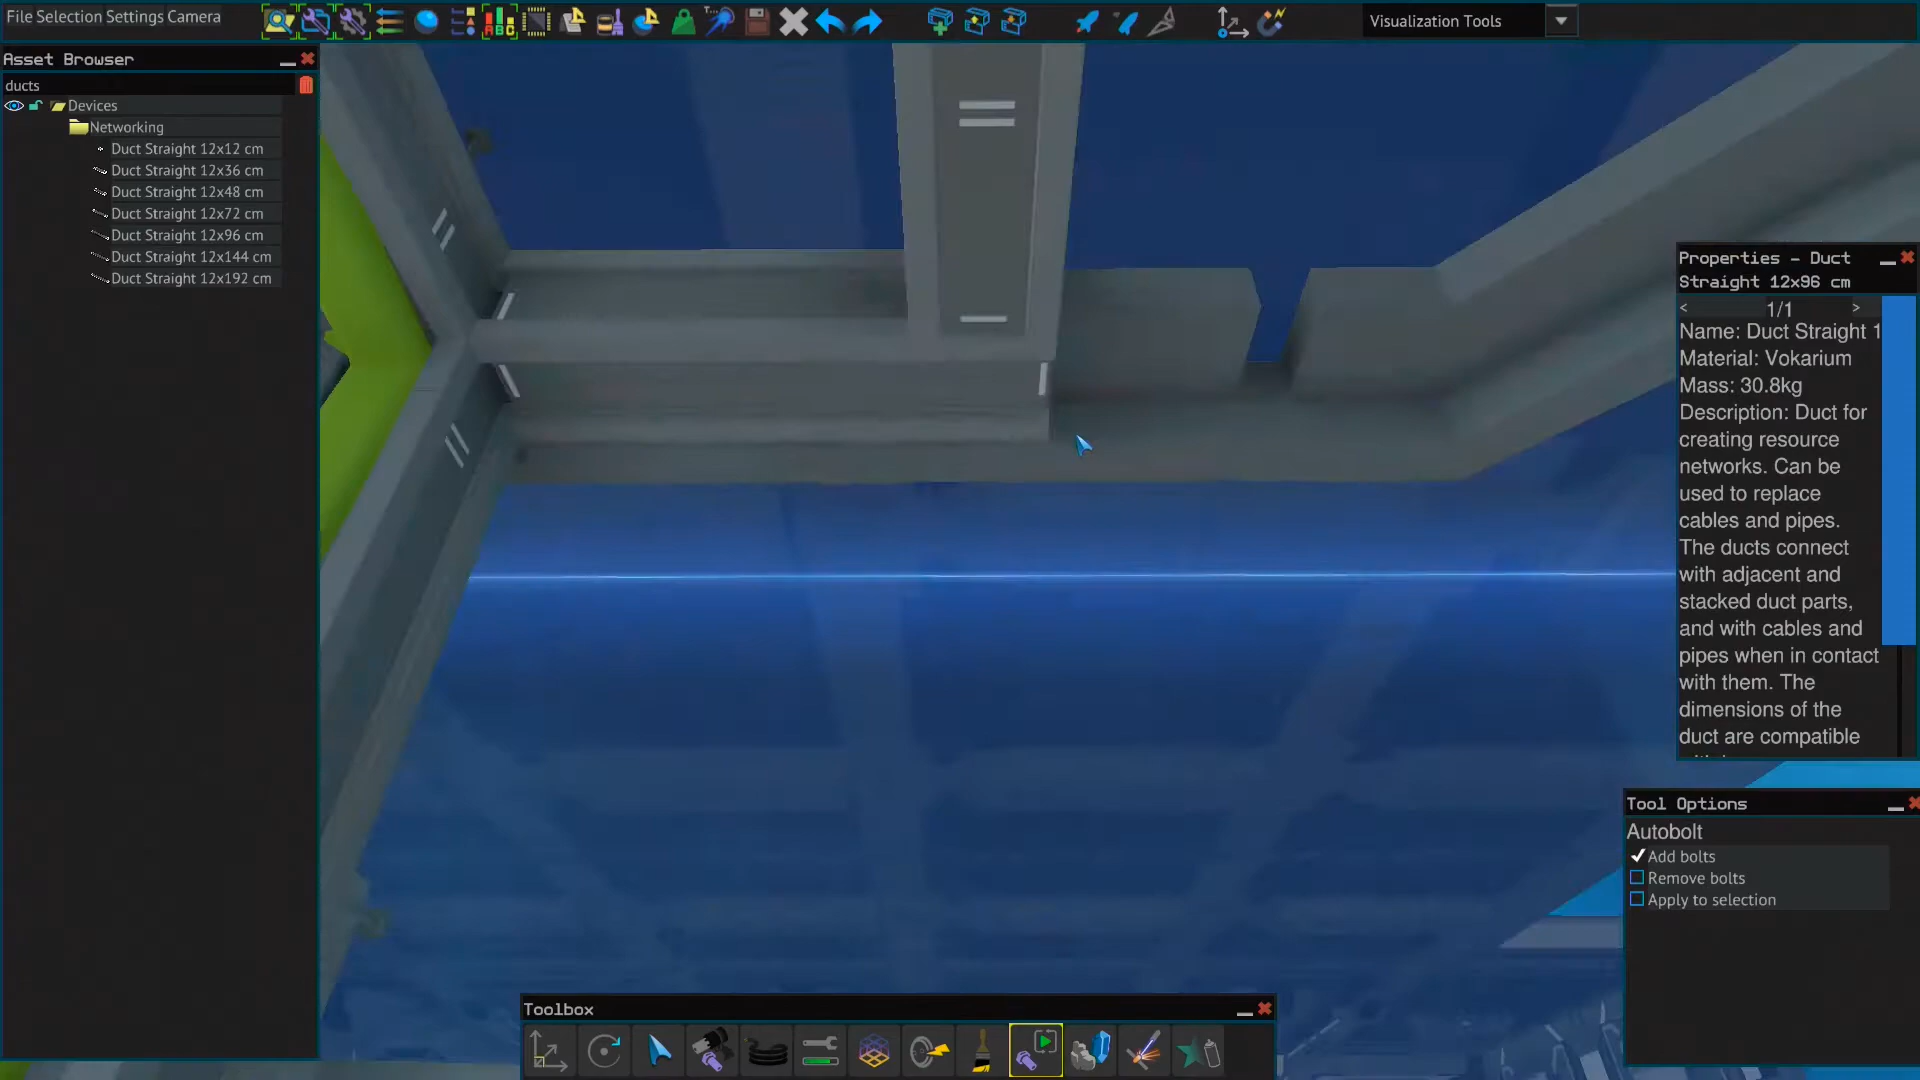 File Selection Settings Camera
Visualization Tools
Asset Browser
ducts
Devices
Networking
Duct Straight 12x12 cm
Duct Straight 12x36 cm
Duct Straight 12x48 cm
Duct Straight 12x72 cm
Duct Straight 12x96 cm
Duct Straight 12x144 cm
Duct Straight 12x192 cm
Properties - Duct
Straight 12x96 cm
< 1/1 >
Name: Duct Straight 1
Material: Vokarium
Mass: 30.8kg
Description: Duct for
creating resource
networks. Can be
used to replace
cables and pipes.
The ducts connect
with adjacent and
stacked duct parts,
and with cables and
pipes when in contact
with them. The
dimensions of the
duct are compatible
Tool Options
Autobolt
Add bolts
Remove bolts
Apply to selection
Toolbox